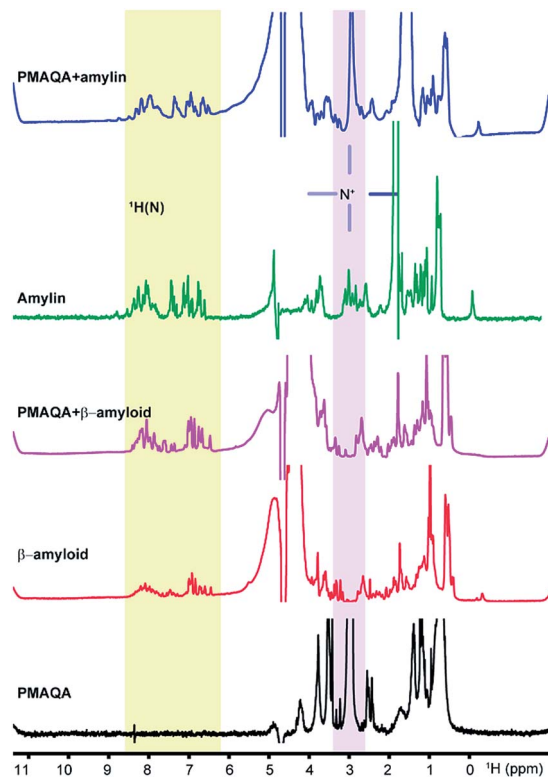 PMAQA+amylin
N⁺
¹H(N)
Amylin
PMAQA+β–amyloid
β–amyloid
PMAQA
11 10 9 8 7 6 5 4 3 2 1 0 ¹H (ppm)